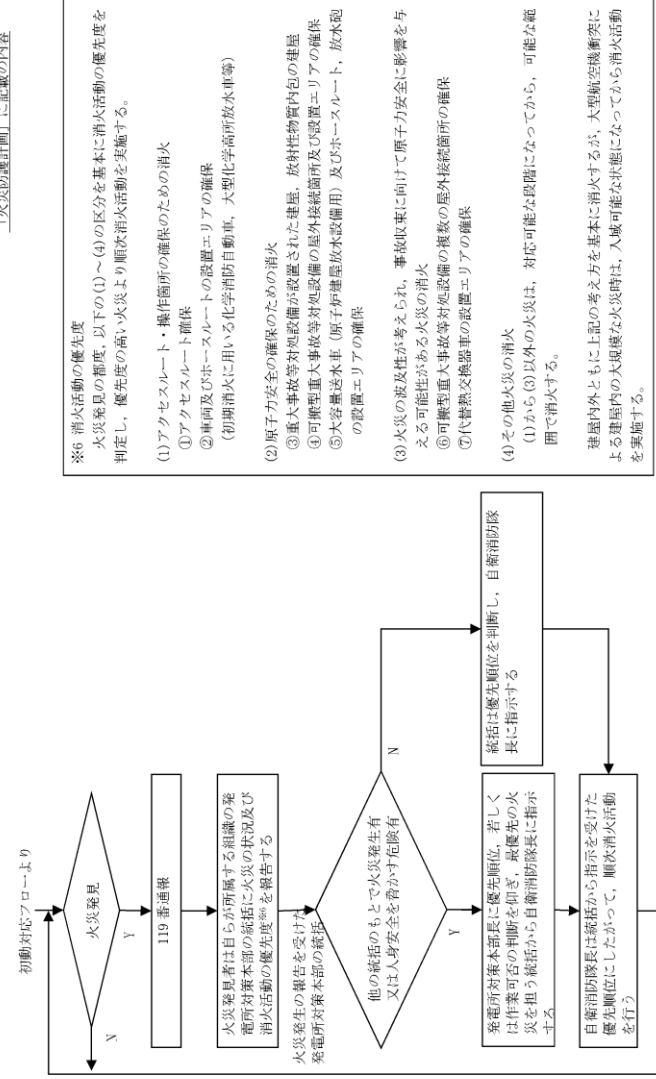 「火災防護計画」に記載の内容
初動対応フローより
火災発見
N
Y
119 番通報
火災発見者は自らが所属する組織の発
電所対策本部の統括に火災の状況及び
消火活動の優先度※6を報告する
火災発生の報告を受けた
発電所対策本部の統括
他の統括のもとで火災発生有
又は人身安全を脅かす危険有
N
Y
発電所対策本部長に優先順位，若しく
は作業可否の判断を仰ぎ，最優先の火
災を担う統括から自衛消防隊長に指示
する
統括は優先順位を判断し，自衛消防隊
長に指示する
自衛消防隊長は統括から指示を受けた
優先順位にしたがって，順次消火活動
を行う
※6 消火活動の優先度
火災発見の都度，以下の(1)～(4)の区分を基本に消火活動の優先度を
判定し，優先度の高い火災より順次消火活動を実施する。
(1)アクセスルート・操作箇所の確保のための消火
①アクセスルート確保
②車両及びホースルートの設置エリアの確保
（初期消火に用いる化学消防自動車，大型化学高所放水車等）
(2)原子力安全の確保のための消火
③重大事故等対処設備が設置された建屋，放射性物質内包の建屋
④可搬型重大事故等対処設備の屋外接続箇所及び設置エリアの確保
⑤大容量送水車（原子炉建屋放水設備用）及びホースルート，放水砲
の設置エリアの確保
(3)火災の波及性が考えられ，事故収束に向けて原子力安全に影響を与
える可能性がある火災の消火
⑥可搬型重大事故等対処設備の複数の屋外接続箇所の確保
⑦代替熱交換器車の設置エリアの確保
(4)その他火災の消火
(1)から(3)以外の火災は，対応可能な段階になってから，可能な範
囲で消火する。
建屋内外ともに上記の考え方を基本に消火するが，大型航空機衝突に
よる建屋内の大規模な火災時は，入域可能な状態になってから消火活動
を実施する。